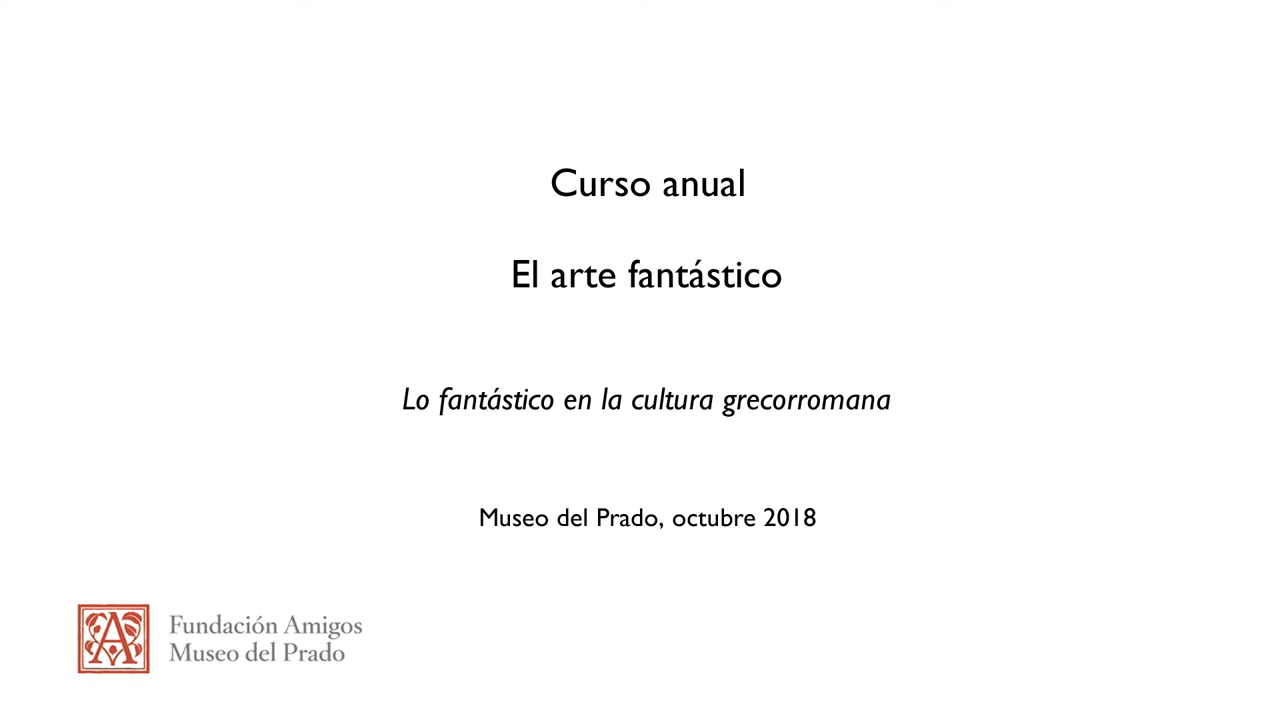 Curso anual
El arte fantástico
Lo fantástico en la cultura grecorromana
Museo del Prado, octubre 2018
A
Fundación Amigos
Museo del Prado